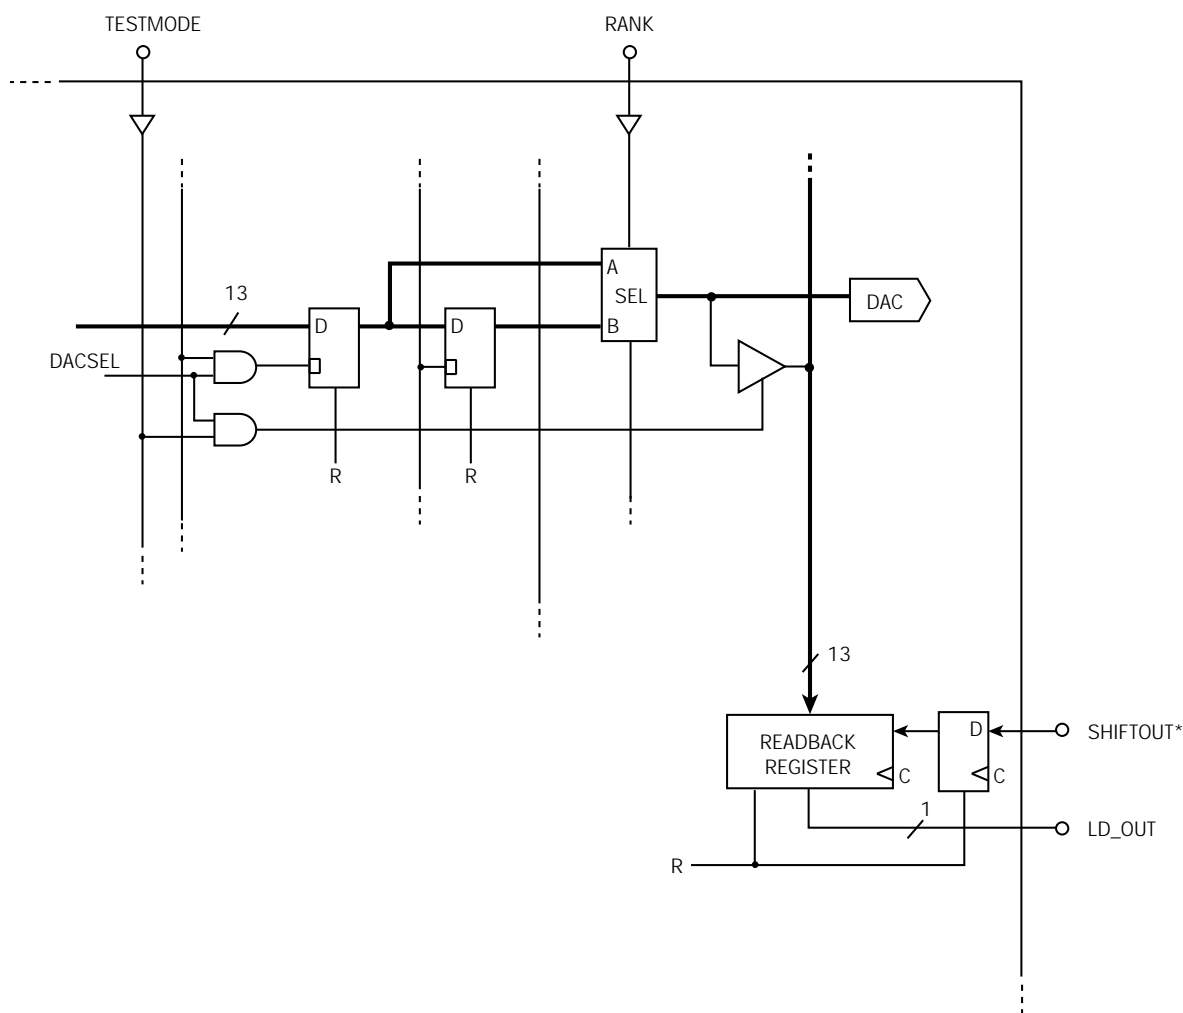 TESTMODE
RANK
A
SEL
13
DAC
D
D
B
DACSEL
R
R
13
D
SHIFTOUT*
READBACK
REGISTER
C
C
1
LD_OUT
R